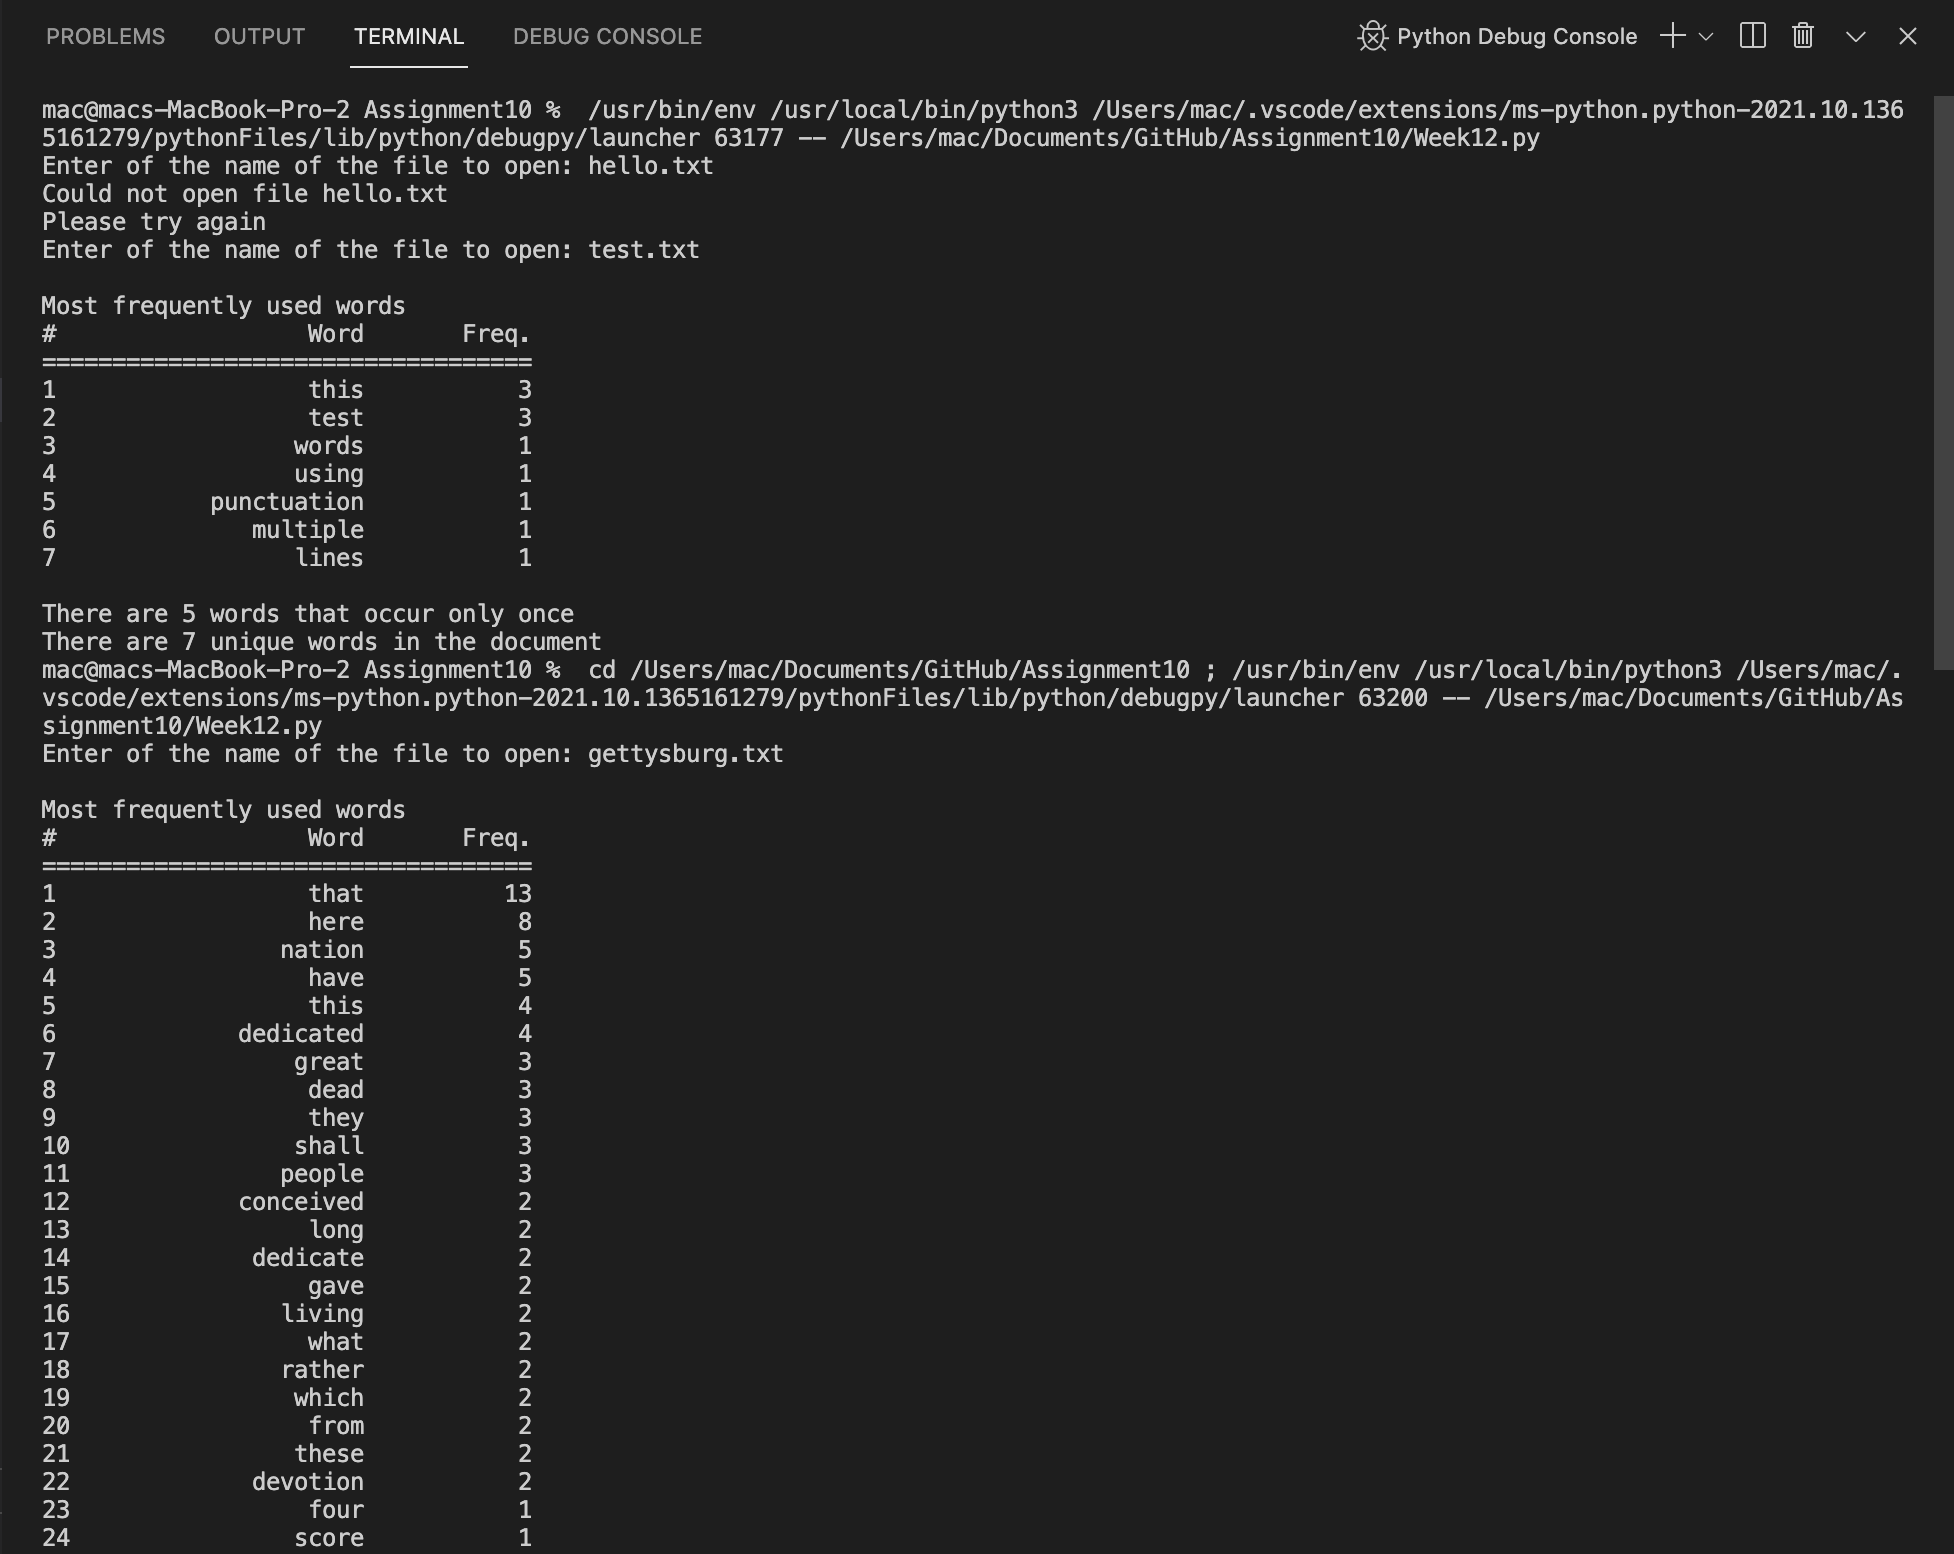 PROBLEMS OUTPUT TERMINAL DEBUG CONSOLE Python Debug Console
mac@macs-MacBook-Pro-2 Assignment10 %  /usr/bin/env /usr/local/bin/python3 /Users/mac/.vscode/extensions/ms-python.python-2021.10.136
5161279/pythonFiles/lib/python/debugpy/launcher 63177 -- /Users/mac/Documents/GitHub/Assignment10/Week12.py
Enter of the name of the file to open: hello.txt
Could not open file hello.txt
Please try again
Enter of the name of the file to open: test.txt
Most frequently used words
# Word Freq.
===================================
1 this 3
2 test 3
3 words 1
4 using 1
5 punctuation 1
6 multiple 1
7 lines 1
There are 5 words that occur only once
There are 7 unique words in the document
mac@macs-MacBook-Pro-2 Assignment10 %  cd /Users/mac/Documents/GitHub/Assignment10 ; /usr/bin/env /usr/local/bin/python3 /Users/mac/.
vscode/extensions/ms-python.python-2021.10.1365161279/pythonFiles/lib/python/debugpy/launcher 63200 -- /Users/mac/Documents/GitHub/As
signment10/Week12.py
Enter of the name of the file to open: gettysburg.txt
Most frequently used words
# Word Freq.
===================================
1 that 13
2 here 8
3 nation 5
4 have 5
5 this 4
6 dedicated 4
7 great 3
8 dead 3
9 they 3
10 shall 3
11 people 3
12 conceived 2
13 long 2
14 dedicate 2
15 gave 2
16 living 2
17 what 2
18 rather 2
19 which 2
20 from 2
21 these 2
22 devotion 2
23 four 1
24 score 1